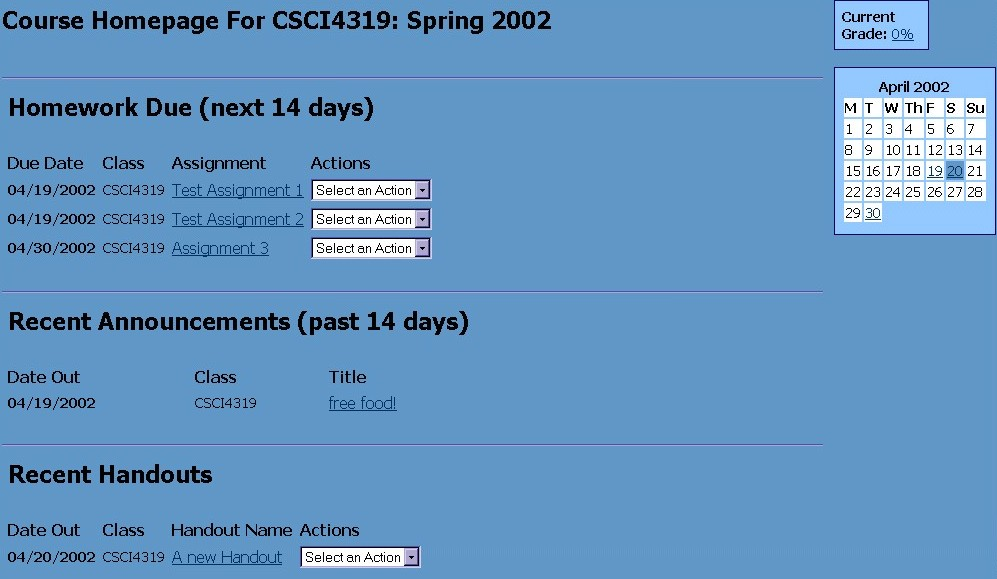 Course Homepage For CSCI4319: Spring 2002
Current
Grade: 0%
April 2002
M T W Th F S Su
1 2 3 4 5 6 7
8 9 10 11 12 13 14
15 16 17 18 19 20 21
22 23 24 25 26 27 28
29 30
Homework Due (next 14 days)
Due Date Class Assignment Actions
04/19/2002 CSCI4319 Test Assignment 1 Select an Action
04/19/2002 CSCI4319 Test Assignment 2 Select an Action
04/30/2002 CSCI4319 Assignment 3 Select an Action
Recent Announcements (past 14 days)
Date Out Class Title
04/19/2002 CSCI4319 free food!
Recent Handouts
Date Out Class Handout Name Actions
04/20/2002 CSCI4319 A new Handout Select an Action